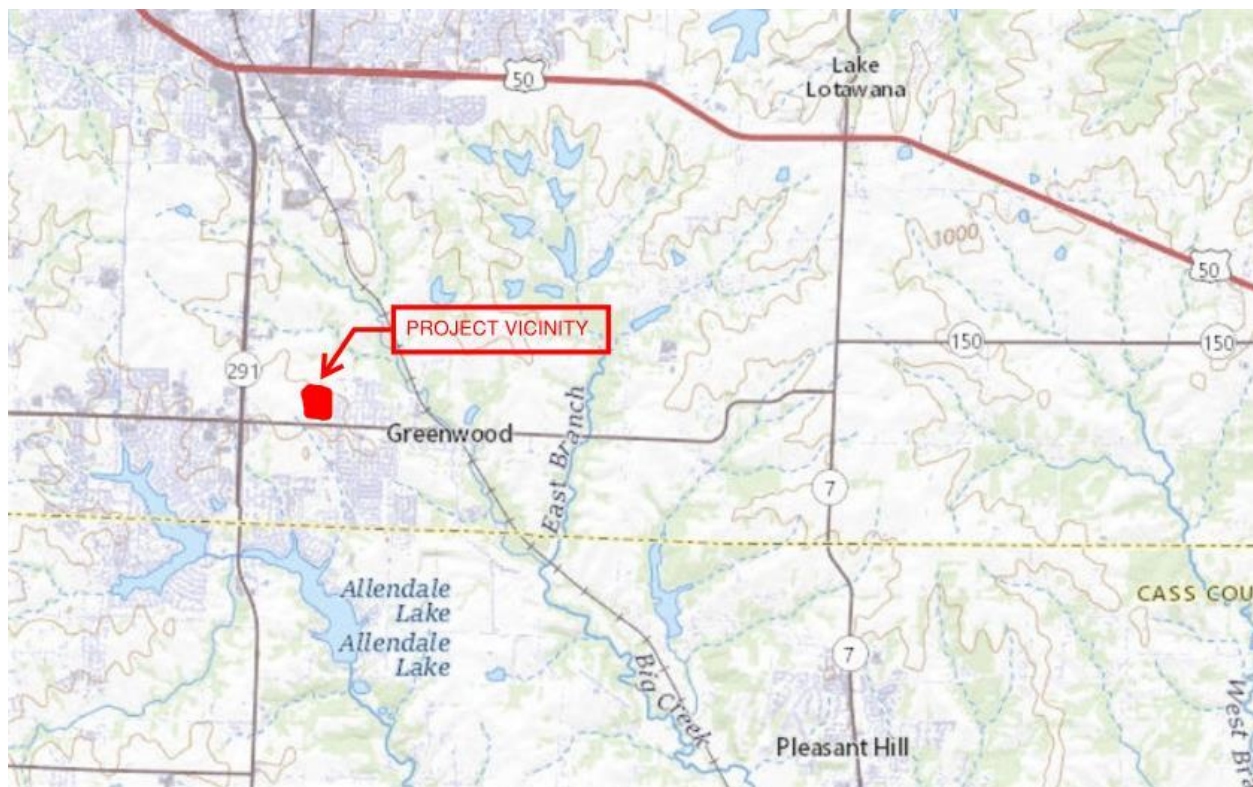 50
Lake
Lotawana
1000
50
PROJECT VICINITY
150
150
291
Greenwood
East Branch
7
Allendale
Lake
Allendale
Lake
CASS COU
7
Big Creek
West Bra
Pleasant Hill